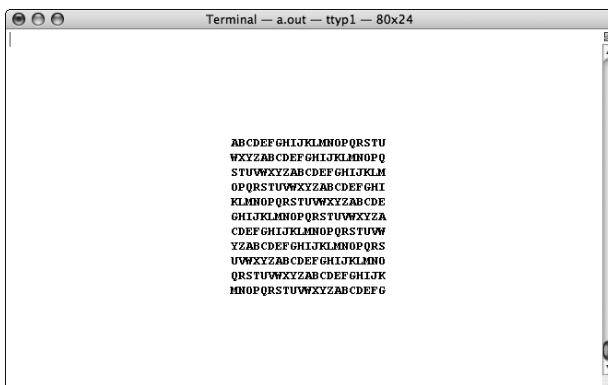 Terminal — a.out — ttyp1 — 80x24
ABCDEFGHIJKLMNOPQRSTU
WXYZABCDEFGHIJKLMNOPQ
STUVWXYZABCDEFGHIJKLM
OPQRSTUVWXYZABCDEFGHI
KLMNOPQRSTUVWXYZABCDE
GHIJKLMNOPQRSTUVWXYZA
CDEFGHIJKLMNOPQRSTUVW
YZABCDEFGHIJKLMNOPQRS
UVWXYZABCDEFGHIJKLMNO
QRSTUVWXYZABCDEFGHIJK
MNOPQRSTUVWXYZABCDEFG